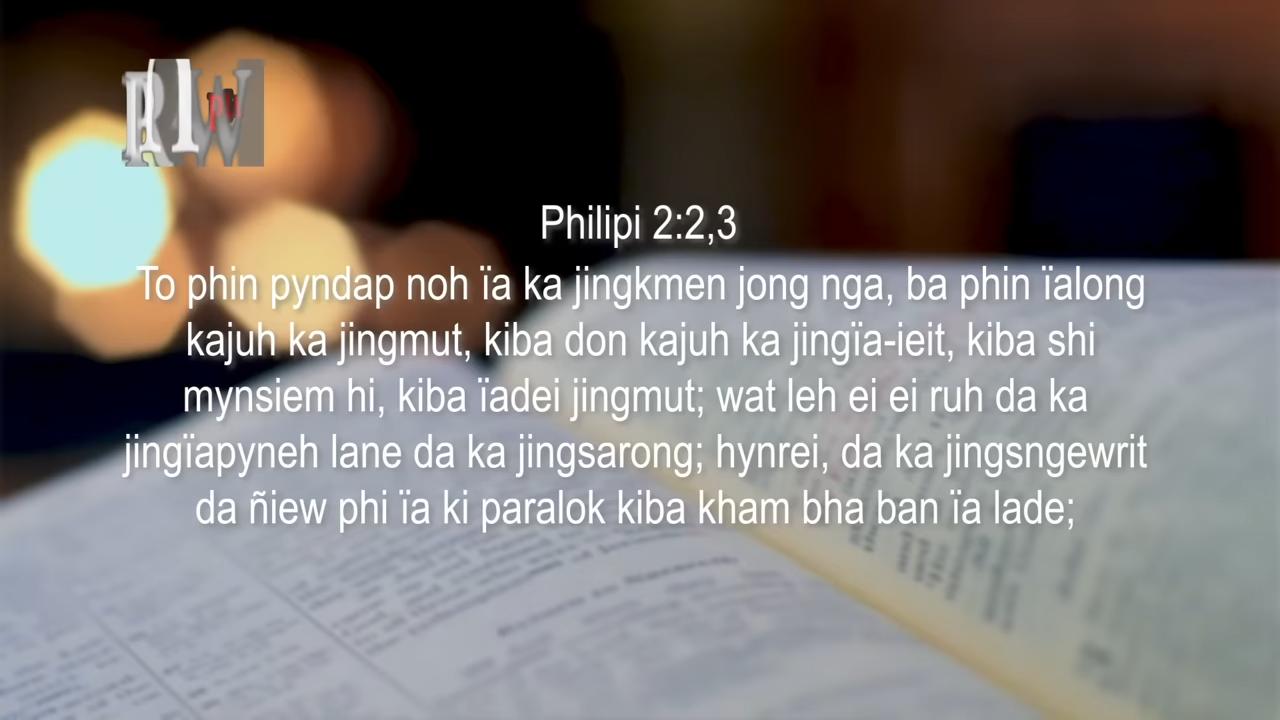 Philipi 2:2,3
To phin pyndap noh ïa ka jingkmen jong nga, ba phin ïalong
kajuh ka jingmut, kiba don kajuh ka jingïa-ieit, kiba shi
mynsiem hi, kiba ïadei jingmut; wat leh ei ei ruh da ka
jingïapyneh lane da ka jingsarong; hynrei, da ka jingsngewrit
da ñiew phi ïa ki paralok kiba kham bha ban ïa lade;